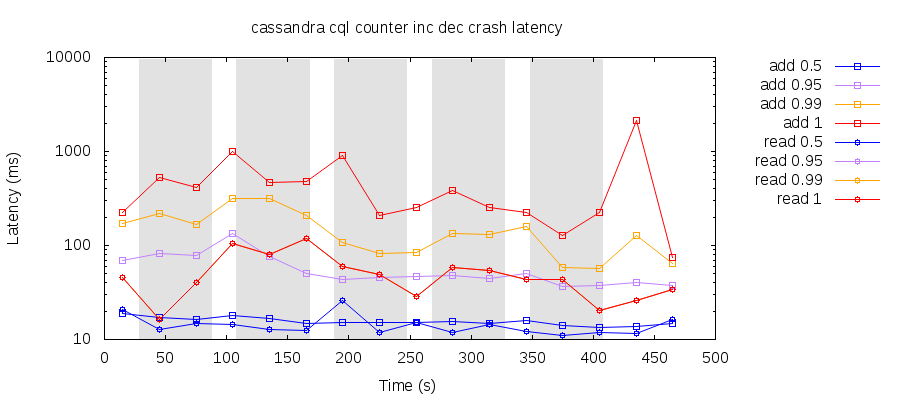 cassandra cql counter inc dec crash latency
10000
1000
100
10
Latency (ms)
0 50 100 150 200 250 300 350 400 450 500
Time (s)
add 0.5
add 0.95
add 0.99
add 1
read 0.5
read 0.95
read 0.99
read 1